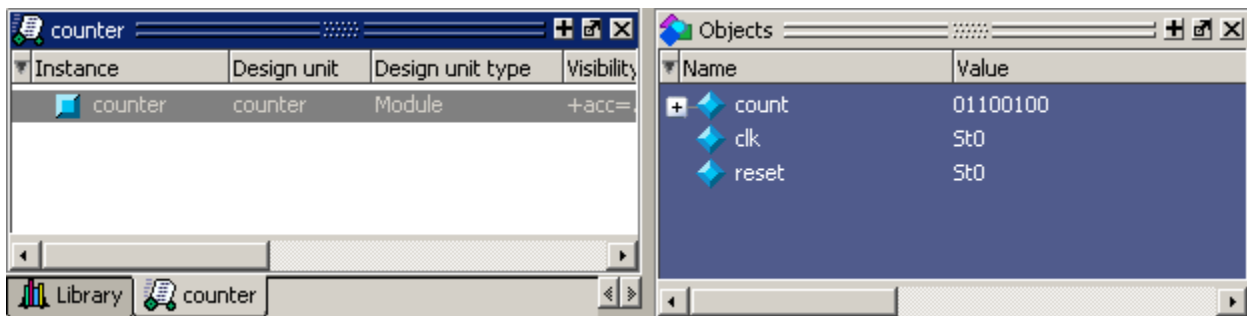 counter
Instance Design unit Design unit type Visibility
counter counter Module +acc=.
Library counter
Objects
Name Value
count 01100100
clk St0
reset St0